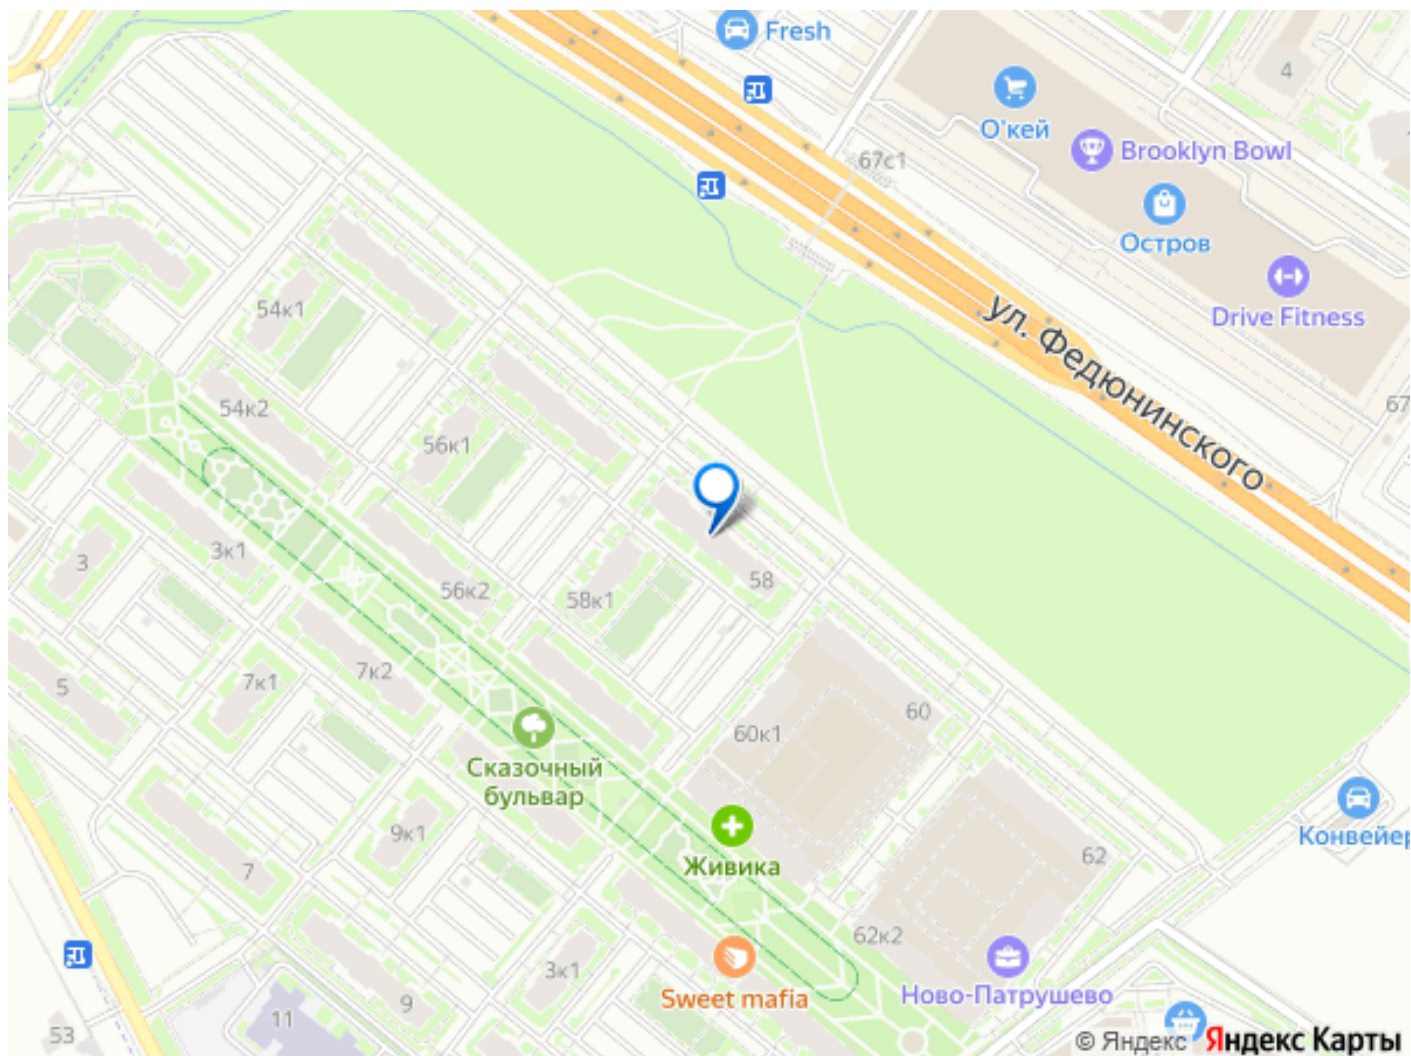 Fresh
4
О'кей
Brooklyn Bowl
67с1
Остров
Drive Fitness
54к1
ул. Федюнинского
67
54к2
56к1
3к1
3
56к2
58к1
58
7к2
7к1
5
60
60к1
Сказочный
бульвар
Конвейер
9к1
7
Живика
62
62к2
3к1
9
Sweet mafia
Ново-Патрушево
11
53
© Яндекс Яндекс Карты